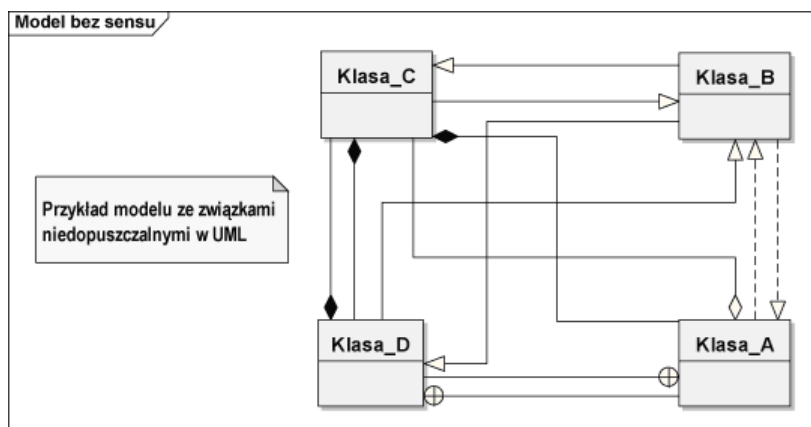 Model bez sensu
Klasa_C
Klasa_B
Przykład modelu ze związkami
niedopuszczalnymi w UML
Klasa_D
Klasa_A